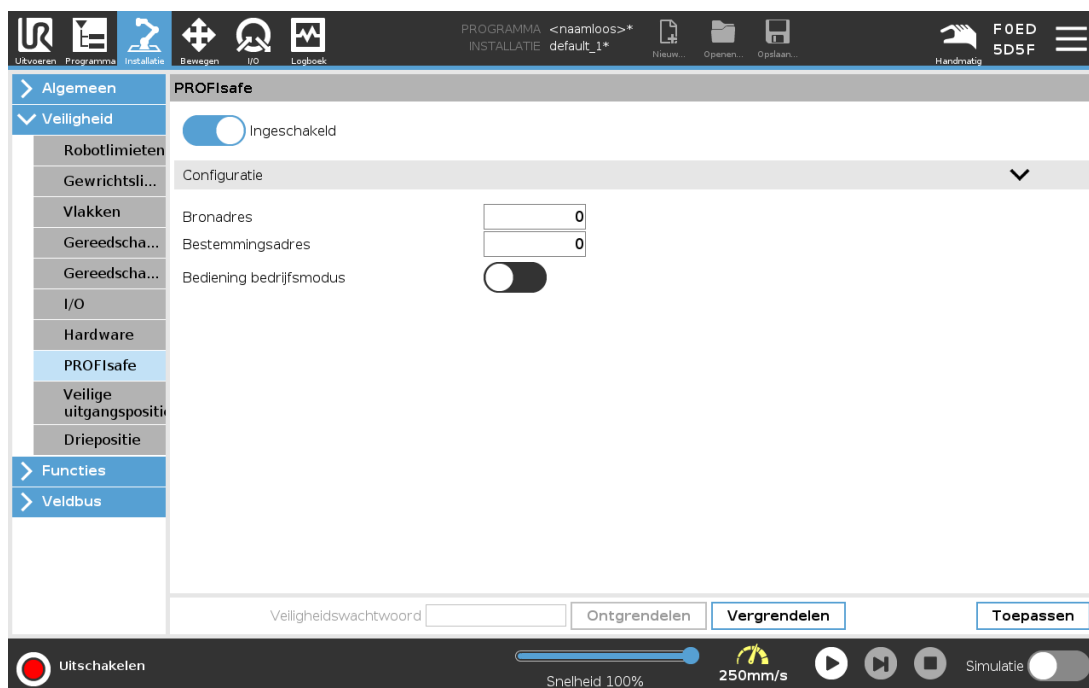 PROGRAMMA <naamloos>*
INSTALLATIE default_1*
UR
Uitvoeren Programma Installatie Bewegen I/O Logboek
Nieuw... Openen... Opslaan...
Handmatig
F0ED
5D5F
Algemeen
Veiligheid
Robotlimieten
Gewrichtsli...
Vlakken
Gereedscha...
Gereedscha...
I/O
Hardware
PROFIsafe
Veilige
uitgangspositi
Driepositie
Functies
Veldbus
PROFIsafe
Ingeschakeld
Configuratie
Bronadres 0
Bestemmingsadres 0
Bediening bedrijfsmodus
Veiligheidswachtwoord Ontgrendelen Vergrendelen Toepassen
Uitschakelen
Snelheid 100%
250mm/s
Simulatie